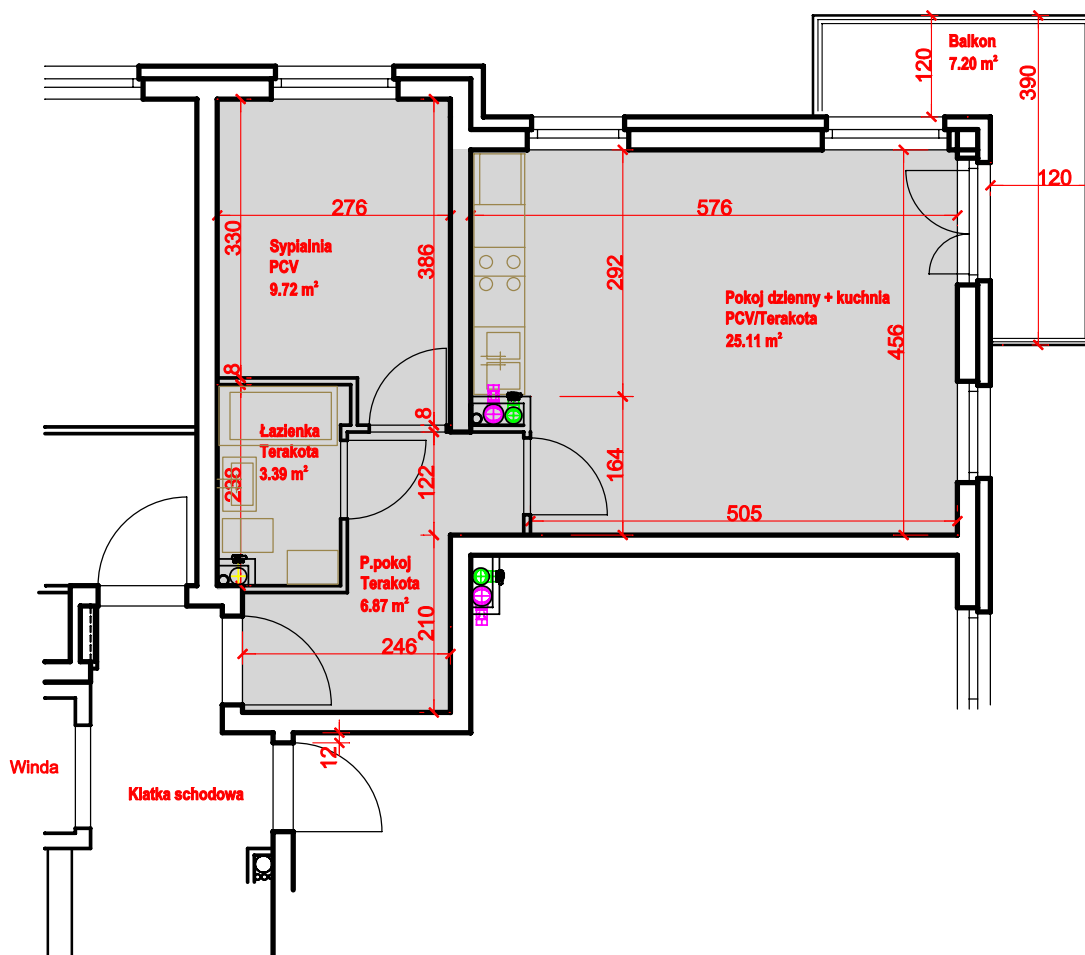 Balkon
7.20 m²
120
390
120
276
576
330
386
292
456
Sypialnia
PCV
9.72 m²
Pokoj dzienny + kuchnia
PCV/Terakota
25.11 m²
8
8
Łazienka
Terakota
3.39 m²
238
122
164
505
P.pokoj
Terakota
6.87 m²
210
246
12
Winda
Klatka schodowa